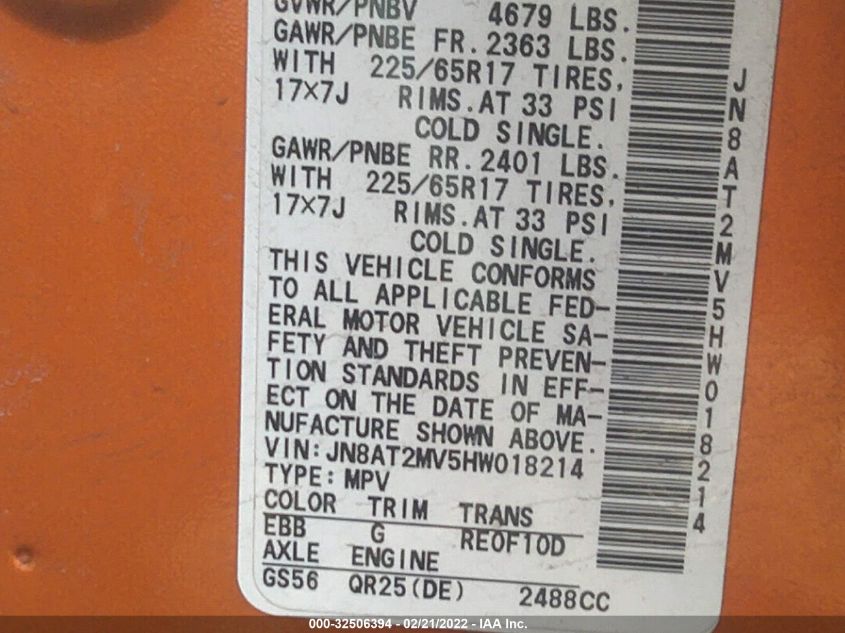 GVWR/PNBV 4679 LBS.
GAWR/PNBE FR. 2363 LBS.
WITH 225/65R17 TIRES,
17×7J RIMS. AT 33 PSI
COLD SINGLE.
GAWR/PNBE RR. 2401 LBS.
WITH 225/65R17 TIRES,
17×7J RIMS. AT 33 PSI
COLD SINGLE.
THIS VEHICLE CONFORMS
TO ALL APPLICABLE FED-
ERAL MOTOR VEHICLE SA-
FETY AND THEFT PREVEN-
TION STANDARDS IN EFF-
ECT ON THE DATE OF MA-
NUFACTURE SHOWN ABOVE.
VIN: JN8AT2MV5HW018214
TYPE: MPV
COLOR TRIM TRANS
EBB G RE0F10D
AXLE ENGINE
GS56 QR25(DE) 2488CC
JN8AT2MV5HW018214
000-32506394 - 02/21/2022 - © IAA Inc.